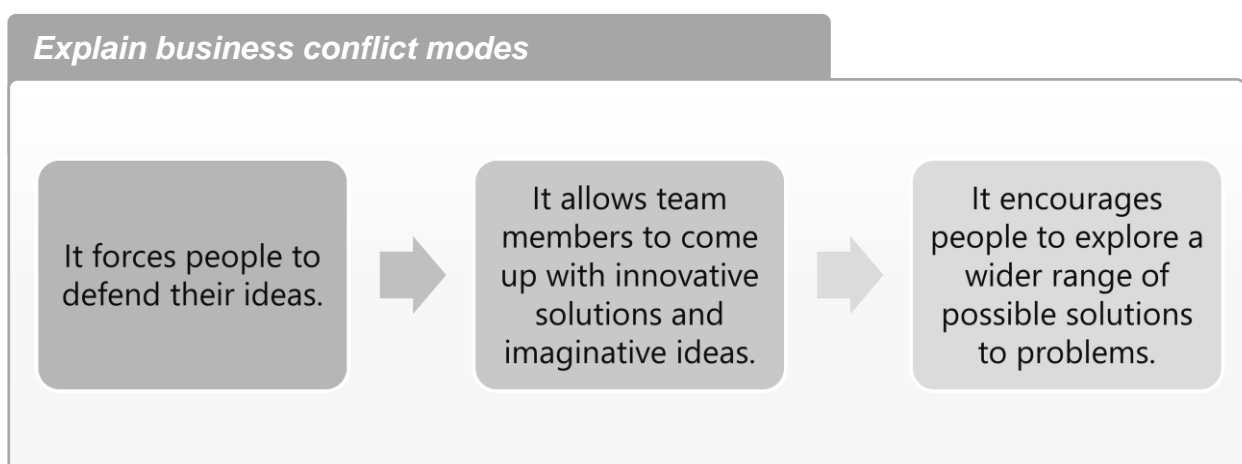 Explain business conflict modes
It forces people to
defend their ideas.
It allows team
members to come
up with innovative
solutions and
imaginative ideas.
It encourages
people to explore a
wider range of
possible solutions
to problems.